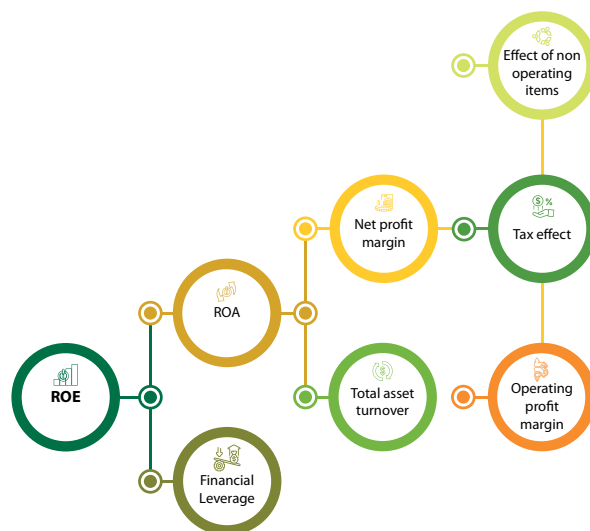 Effect of non
operating
items
Net profit
margin
$ %
Tax effect
ROA
ROE
Total asset
turnover
Operating
profit
margin
Financial
Leverage